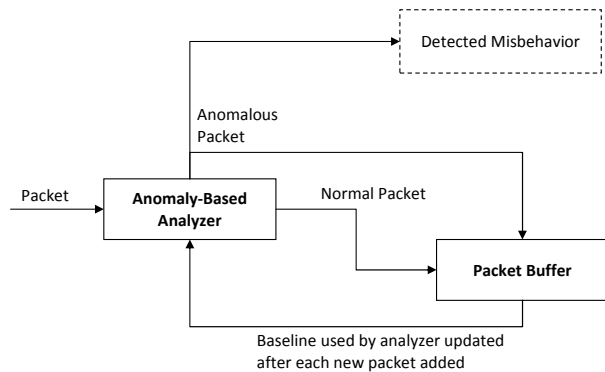 Detected Misbehavior
Anomalous
Packet
Packet
Anomaly-Based
Analyzer
Normal Packet
Packet Buffer
Baseline used by analyzer updated
after each new packet added